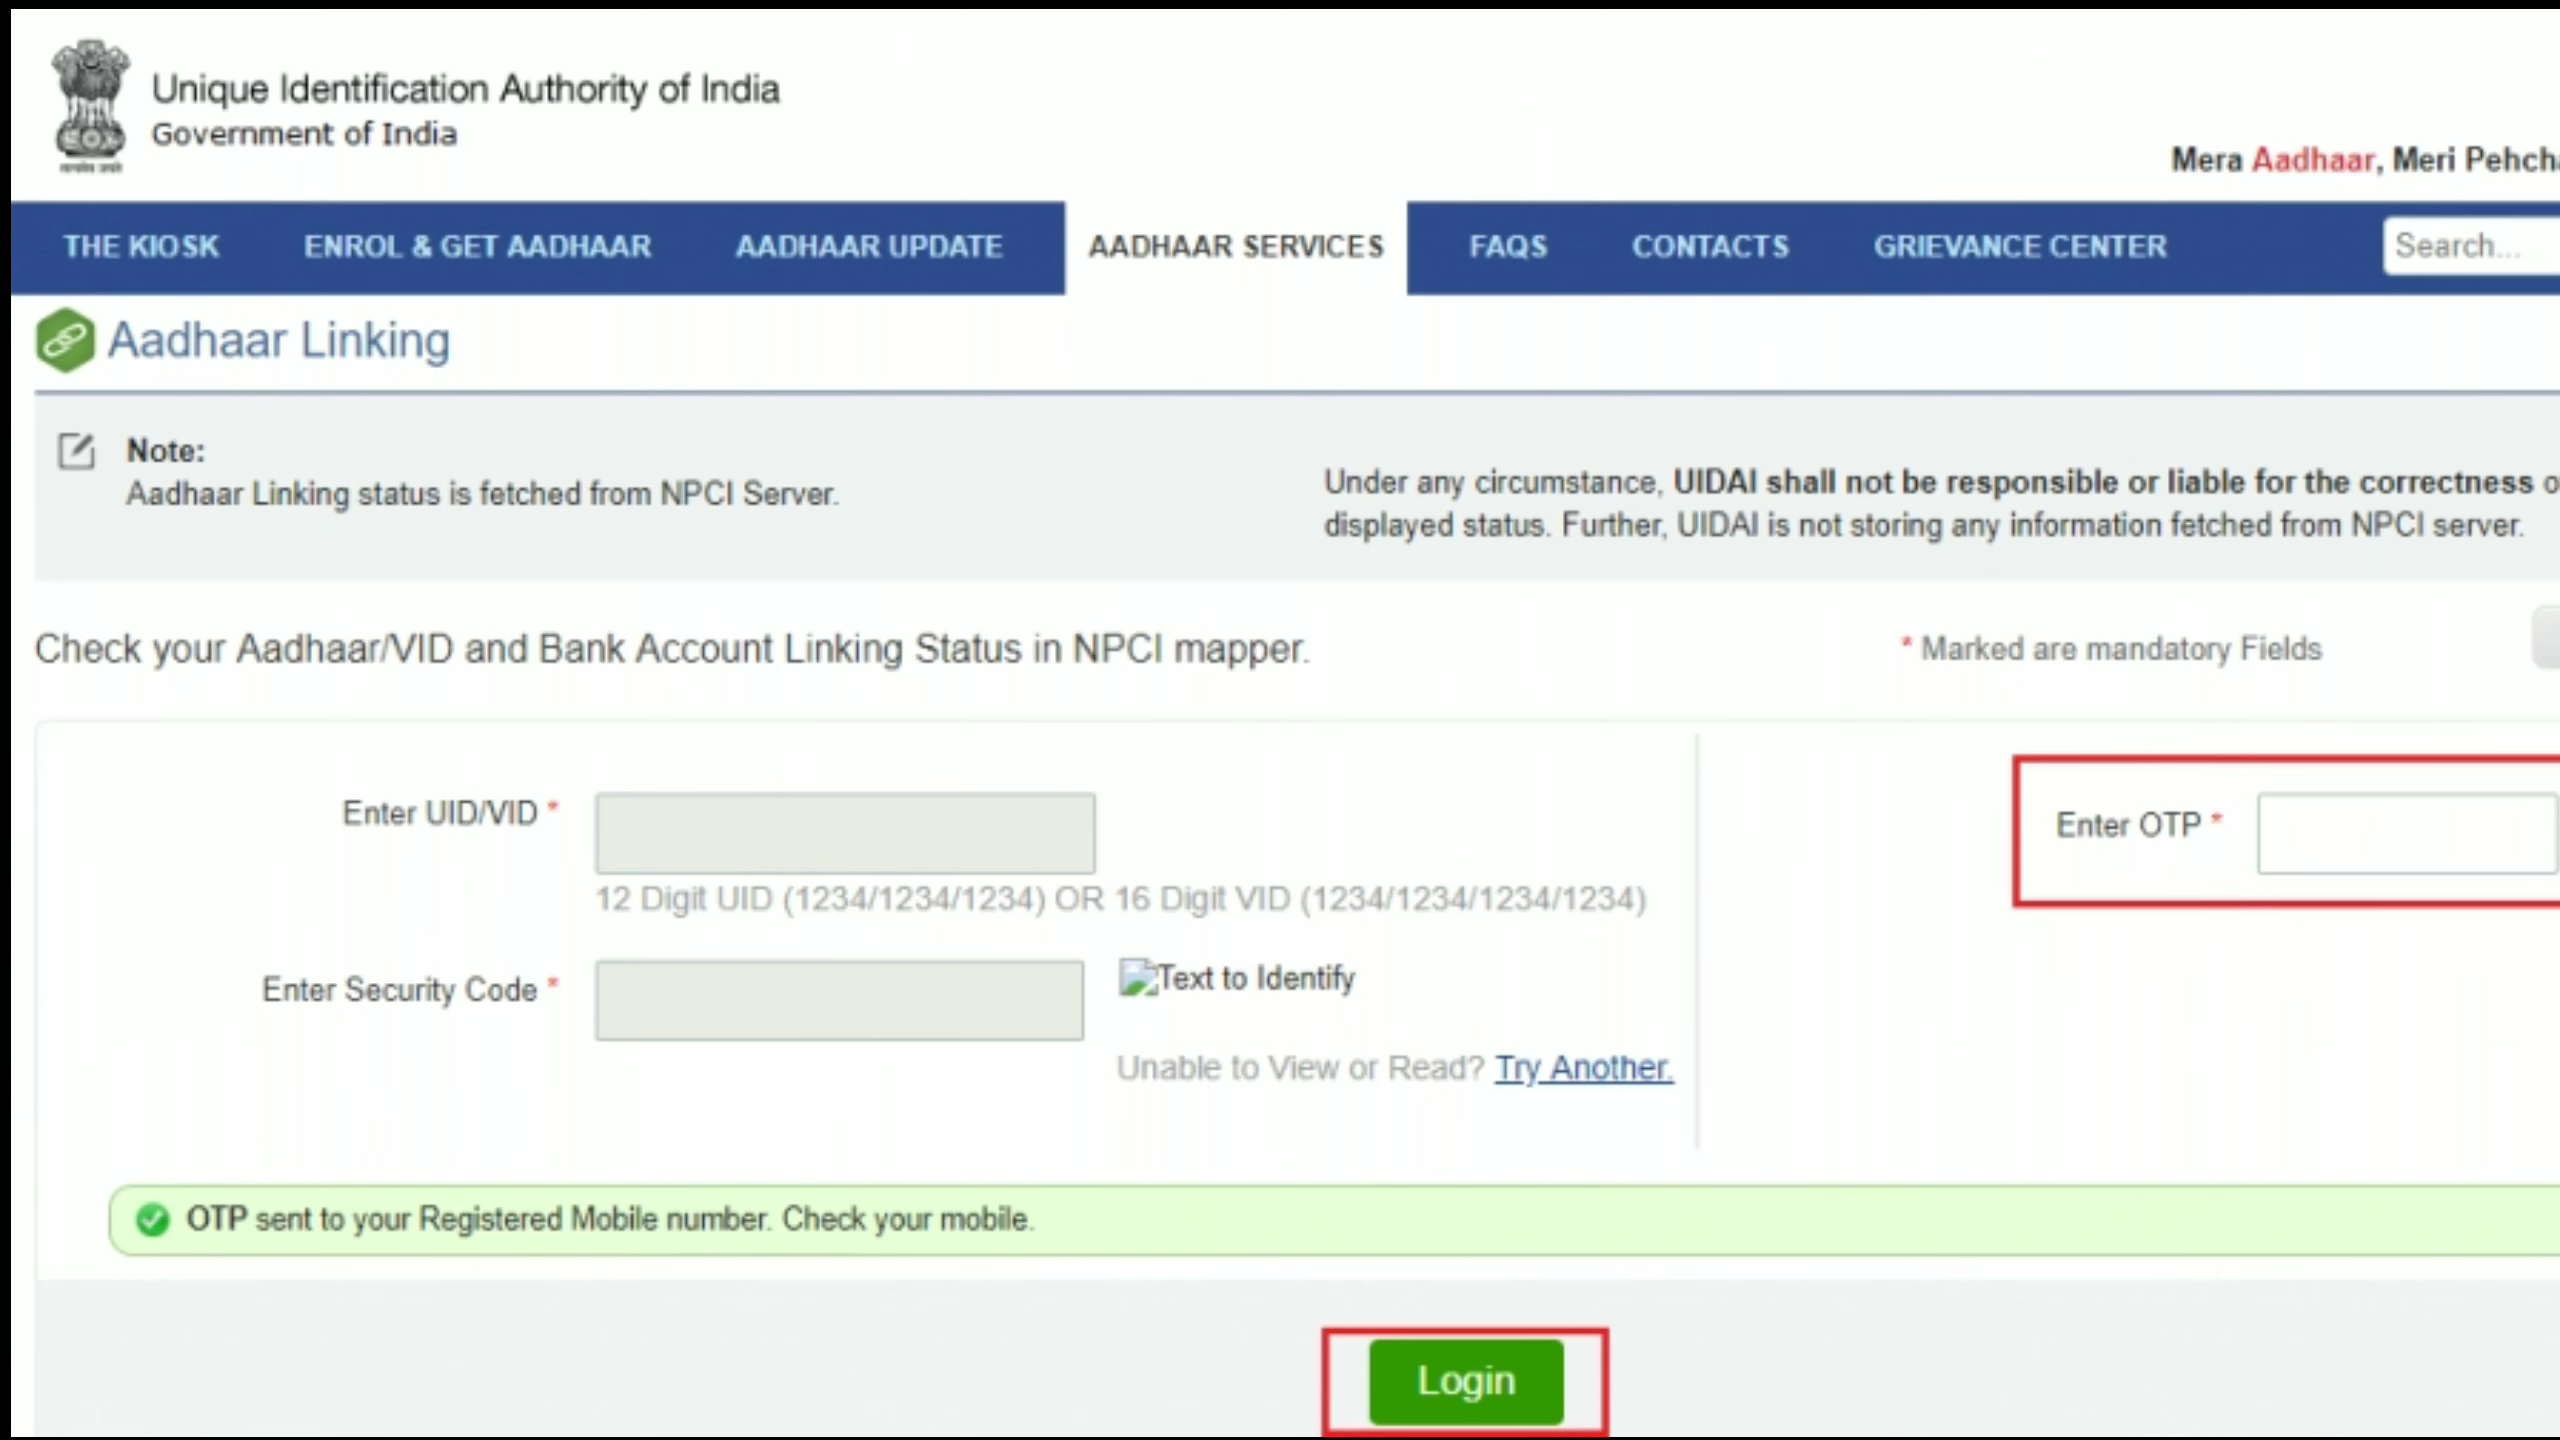 Unique Identification Authority of India
Government of India
Mera Aadhaar, Meri
THE KIOSK ENROL & GET AADHAAR AADHAAR UPDATE AADHAAR SERVICES FAQS CONTACTS GRIEVANCE CENTER Search...
Aadhaar Linking
Note:
Aadhaar Linking status is fetched from NPCI Server.
Under any circumstance, UIDAI shall not be responsible or liable for the correctness
displayed status. Further, UIDAI is not storing any information fetched from NPCI server.
Check your Aadhaar/VID and Bank Account Linking Status in NPCI mapper.
* Marked are mandatory Fields
Enter UID/VID *
12 Digit UID (1234/1234/1234) OR 16 Digit VID (1234/1234/1234/1234)
Enter Security Code *
Text to Identify
Unable to View or Read? Try Another.
Enter OTP *
OTP sent to your Registered Mobile number. Check your mobile.
Login